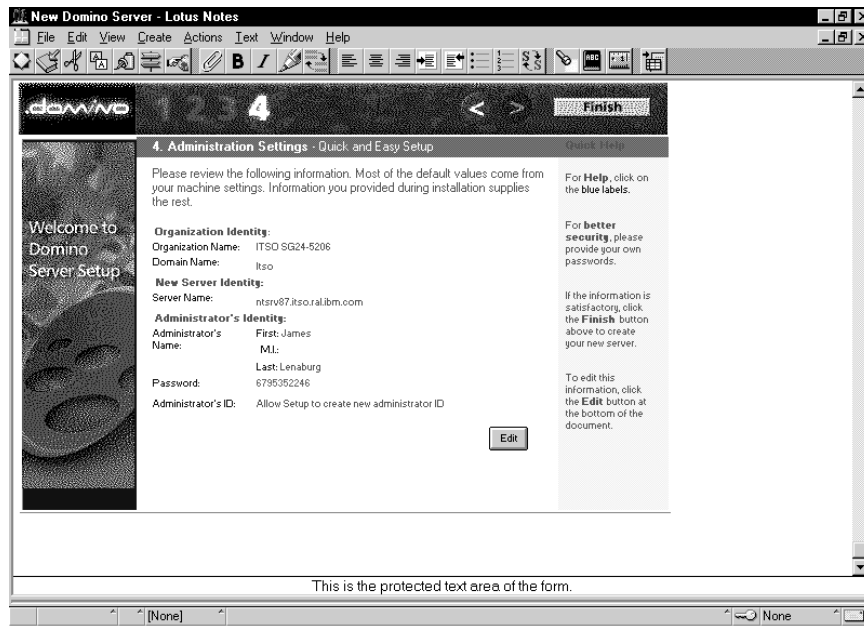 New Domino Server - Lotus Notes
File Edit View Create Actions Text Window Help
domino 1 2 3 4 < > Finish
4. Administration Settings - Quick and Easy Setup
Quick Help
Welcome to
Domino
Server Setup
Please review the following information. Most of the default values come from
your machine settings. Information you provided during installation supplies
the rest.
Organization Identity:
Organization Name: ITSO SG24-5206
Domain Name: Itso
New Server Identity:
Server Name: ntsrv87.itso.ral.ibm.com
Administrator's Identity:
Administrator's First: James
Name: M.I.:
Last: Lenaburg
Password: 6795352246
Administrator's ID: Allow Setup to create new administrator ID
Edit
For Help, click on
the blue labels.
For better
security, please
provide your own
passwords.
If the information is
satisfactory, click
the Finish button
above to create
your new server.
To edit this
information, click
the Edit button at
the bottom of the
document.
This is the protected text area of the form.
[None] None